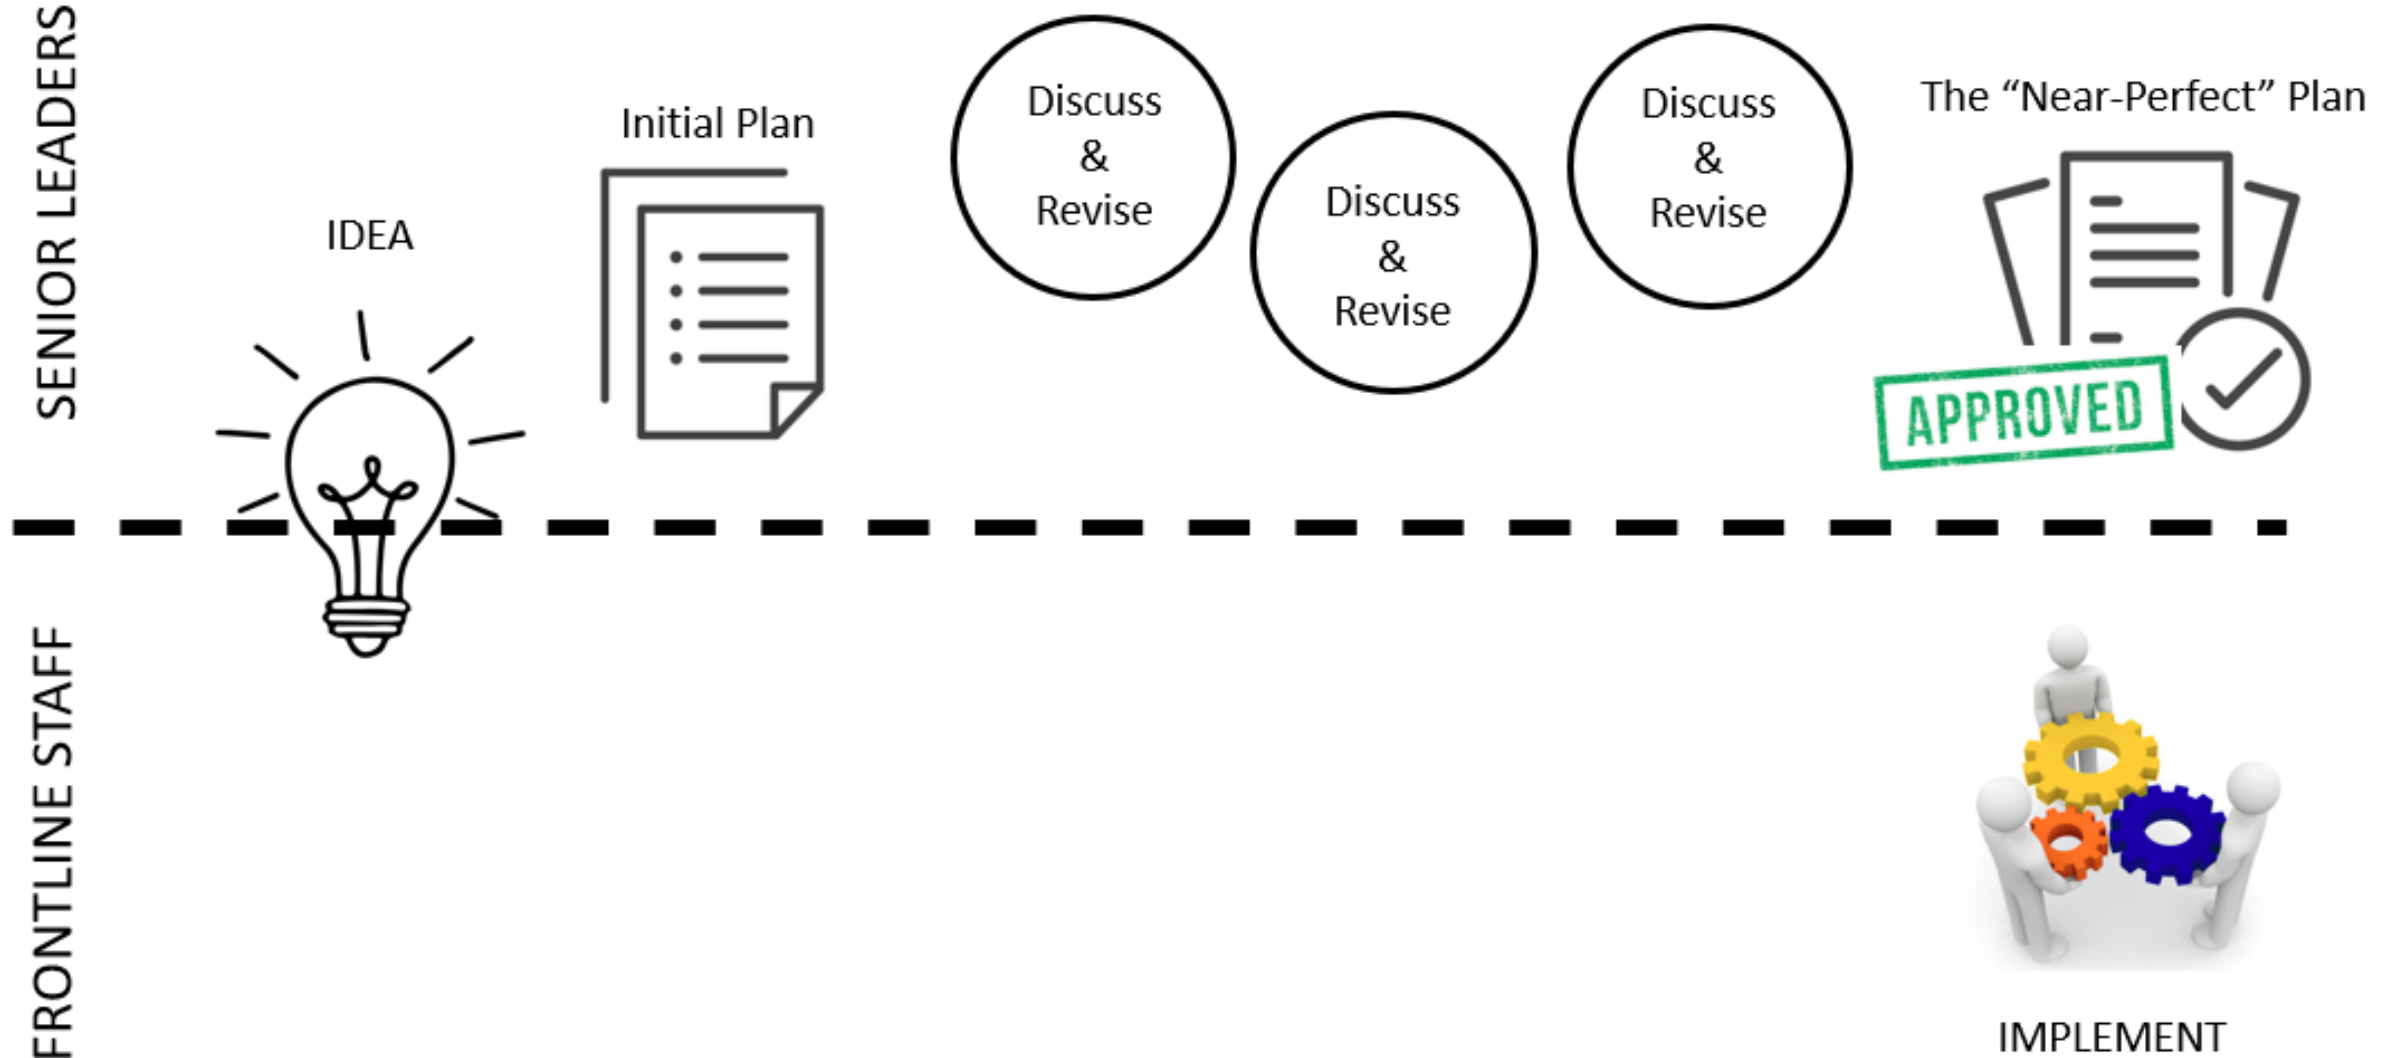 SENIOR LEADERS
IDEA
Initial Plan
Discuss
&
Revise
Discuss
&
Revise
Discuss
&
Revise
The “Near-Perfect” Plan
APPROVED
FRONTLINE STAFF
IMPLEMENT